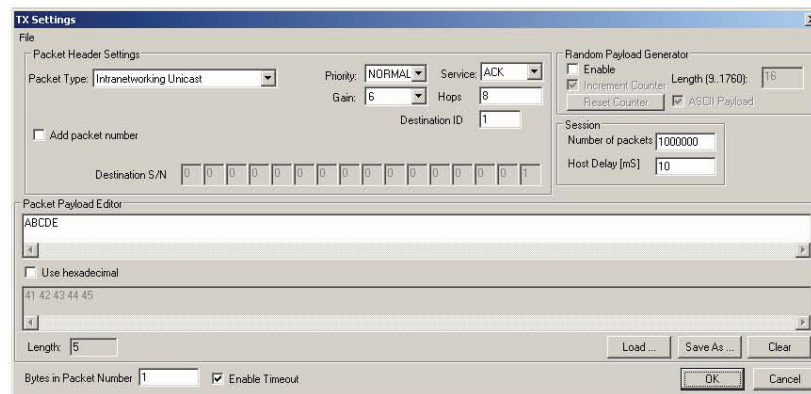 TX Settings
File
Packet Header Settings
Packet Type: Intranetworking Unicast
Priority: NORMAL
Service: ACK
Gain: 6
Hops 8
Destination ID 1
Add packet number
Destination S/N 0 0 0 0 0 0 0 0 0 0 0 0 0 0 0 1
Random Payload Generator
Enable
Increment Counter
Length (9..1760): 16
Reset Counter
ASCII Payload
Session
Number of packets 1000000
Host Delay [mS] 10
Packet Payload Editor
ABCDE
Use hexadecimal
41 42 43 44 45
Length: 5
Load ...
Save As ...
Clear
Bytes in Packet Number 1
Enable Timeout
OK
Cancel